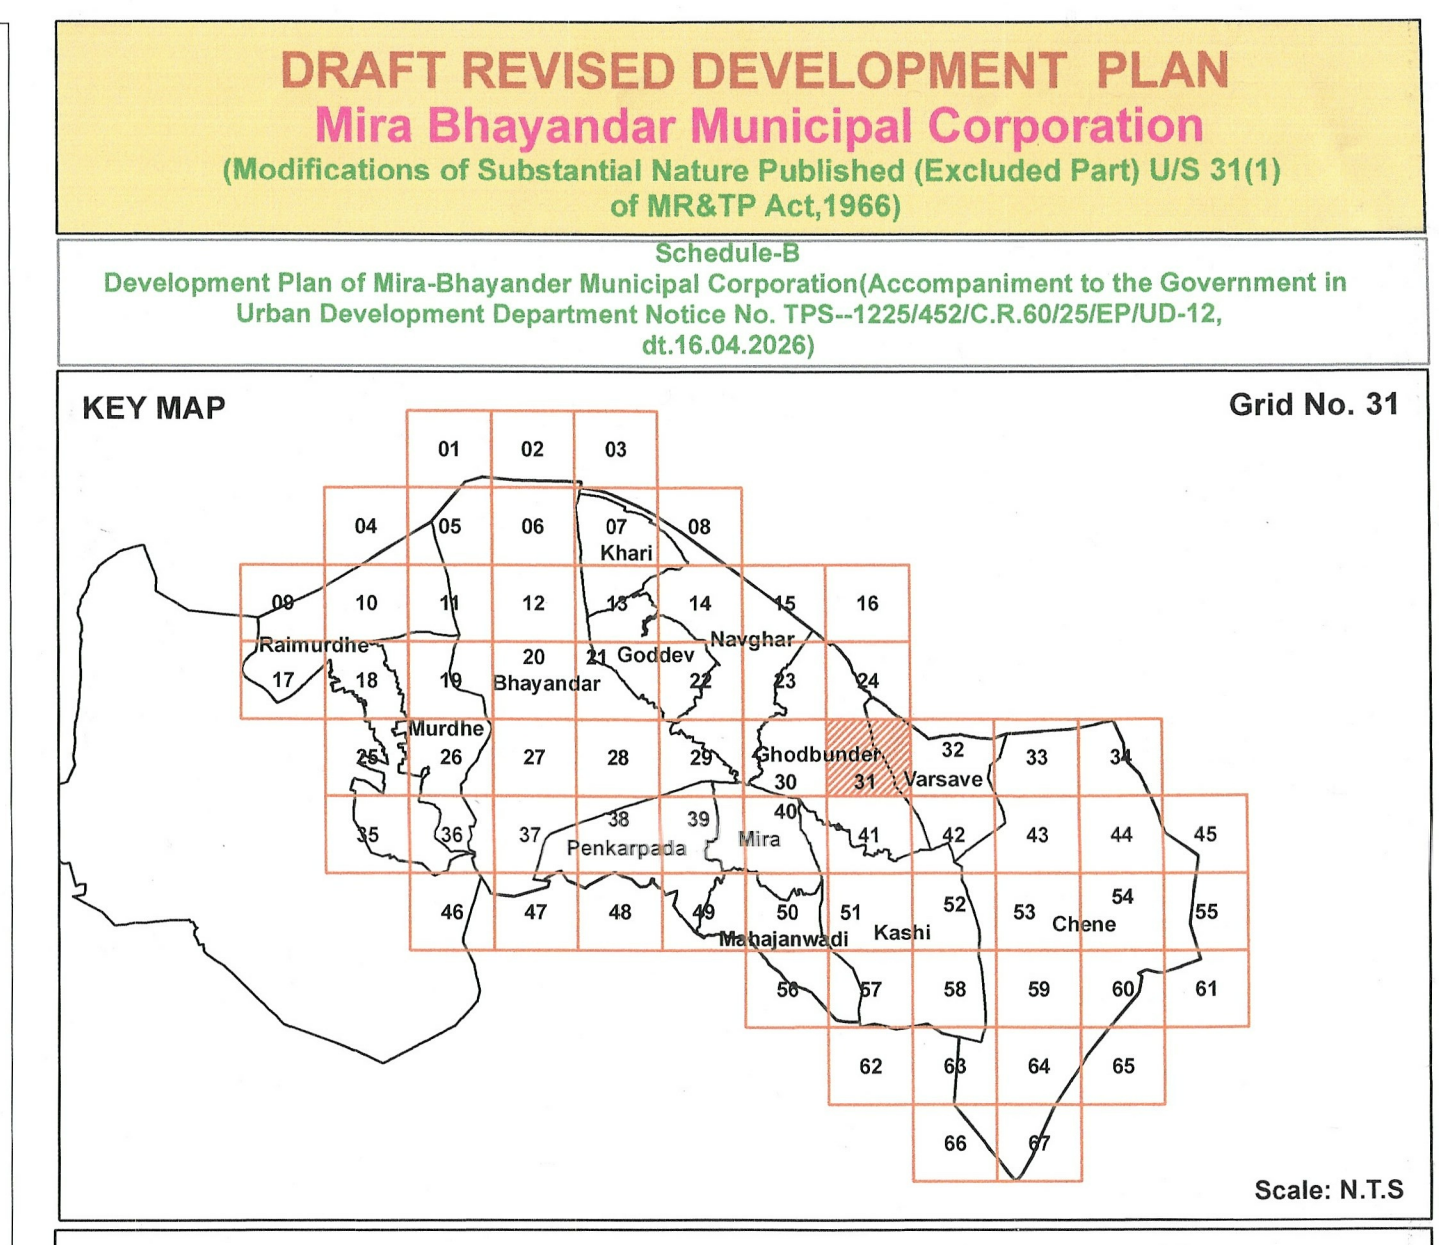 DRAFT REVISED DEVELOPMENT PLAN
Mira Bhayandar Municipal Corporation
(Modifications of Substantial Nature Published (Excluded Part) U/S 31(1)
of MR&TP Act,1966)
Schedule-B
Development Plan of Mira-Bhayander Municipal Corporation(Accompaniment to the Government in
Urban Development Department Notice No. TPS--1225/452/C.R.60/25/EP/UD-12,
dt.16.04.2026)
KEY MAP
Grid No. 31
01 02 03
04 05 06 07 08
Khari
09 10 11 12 13 14 15 16
Raimurdhe
Navghar
20 21 Goddev
17 18 19 Bhayandar 22 23 24
Murdhe
25 26 27 28 29 Ghodbunder 32 33 34
30 31 Varsave
35 36 37 38 39 40 41 42 43 44 45
Penkarpada Mira
46 47 48 49 50 51 52 53 54 55
Mahajanwadi Kashi Chene
56 57 58 59 60 61
62 63 64 65
66 67
Scale: N.T.S